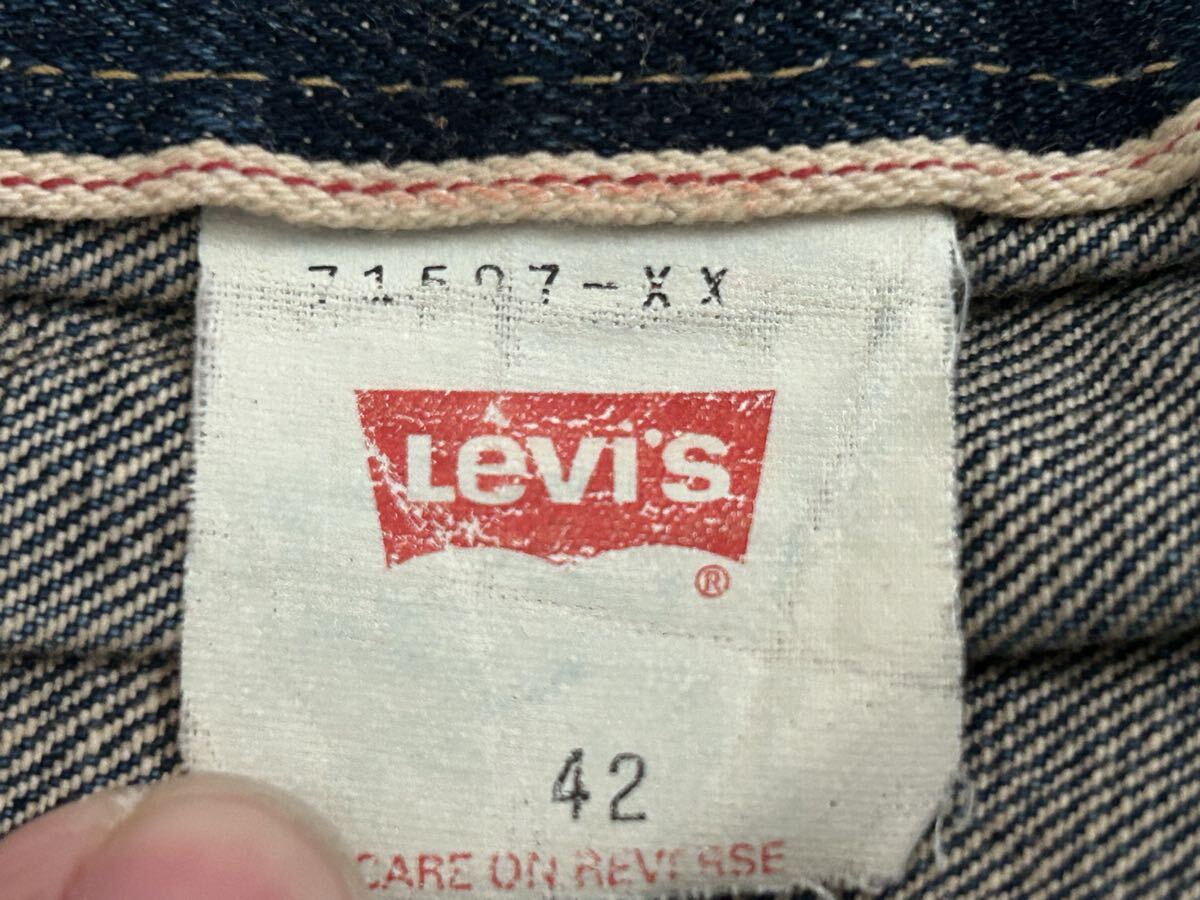 71507-XX
LEVI'S
®
42
CARE ON REVERSE